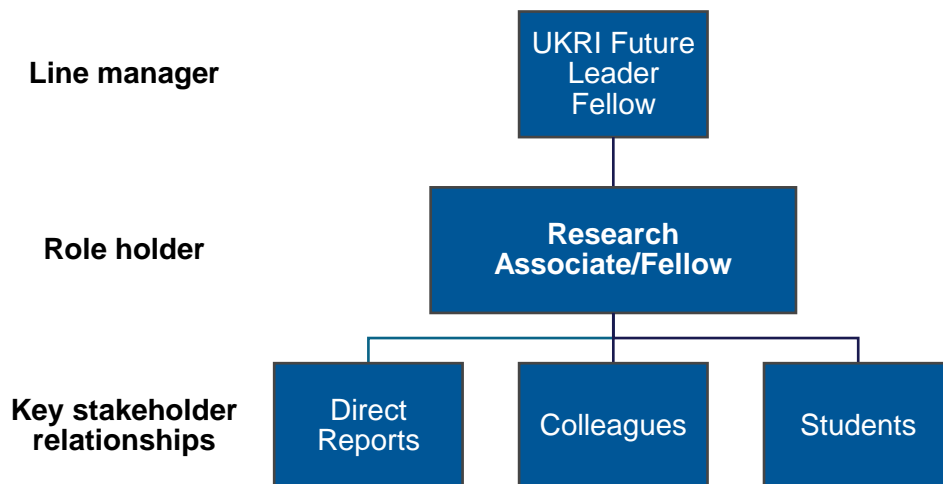 Line manager
UKRI Future
Leader
Fellow
Role holder
Research
Associate/Fellow
Key stakeholder
relationships
Direct
Reports
Colleagues
Students